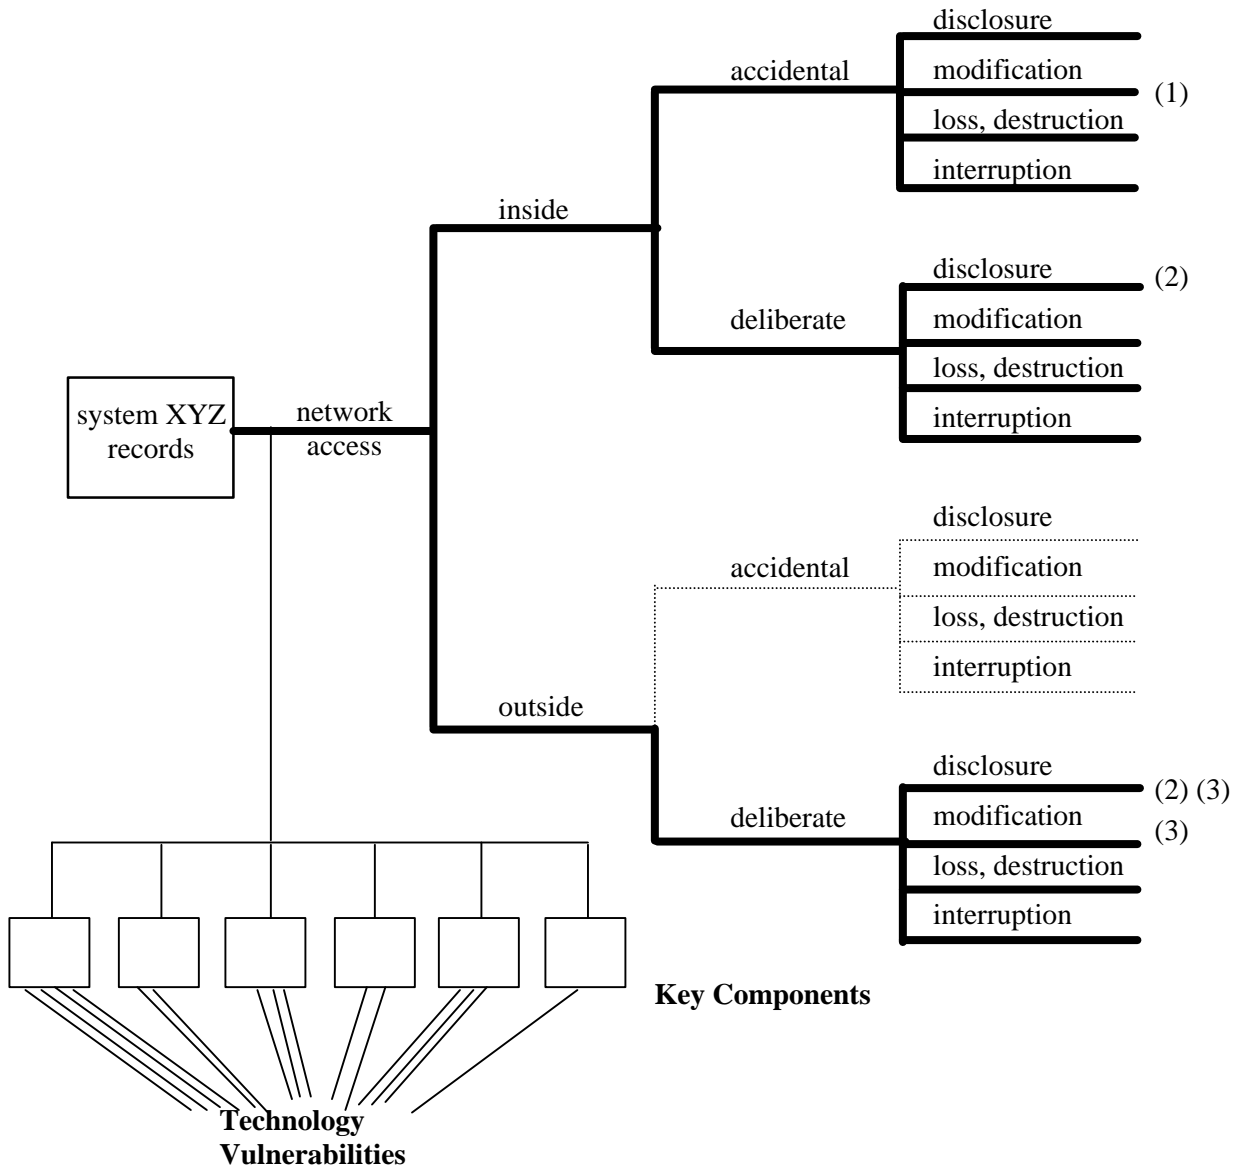 disclosure
accidental
modification
(1)
loss, destruction
interruption
inside
disclosure
(2)
deliberate
modification
loss, destruction
interruption
system XYZ
records
network
access
disclosure
accidental
modification
loss, destruction
interruption
outside
disclosure
(2) (3)
deliberate
modification
(3)
loss, destruction
interruption
Key Components
Technology
Vulnerabilities